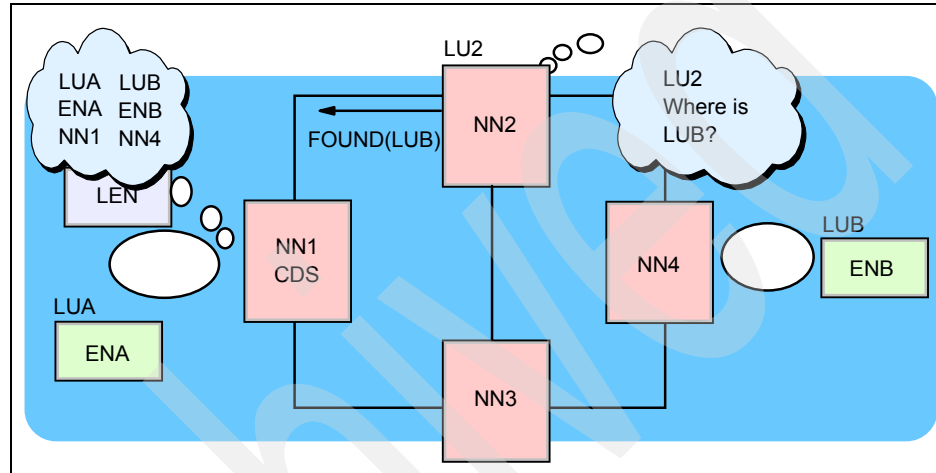 LU2
LUA LUB
ENA ENB
NN1 NN4
LU2
Where is
LUB?
NN2
FOUND(LUB)
LEN
NN1
CDS
NN4
LUB
ENB
LUA
ENA
NN3